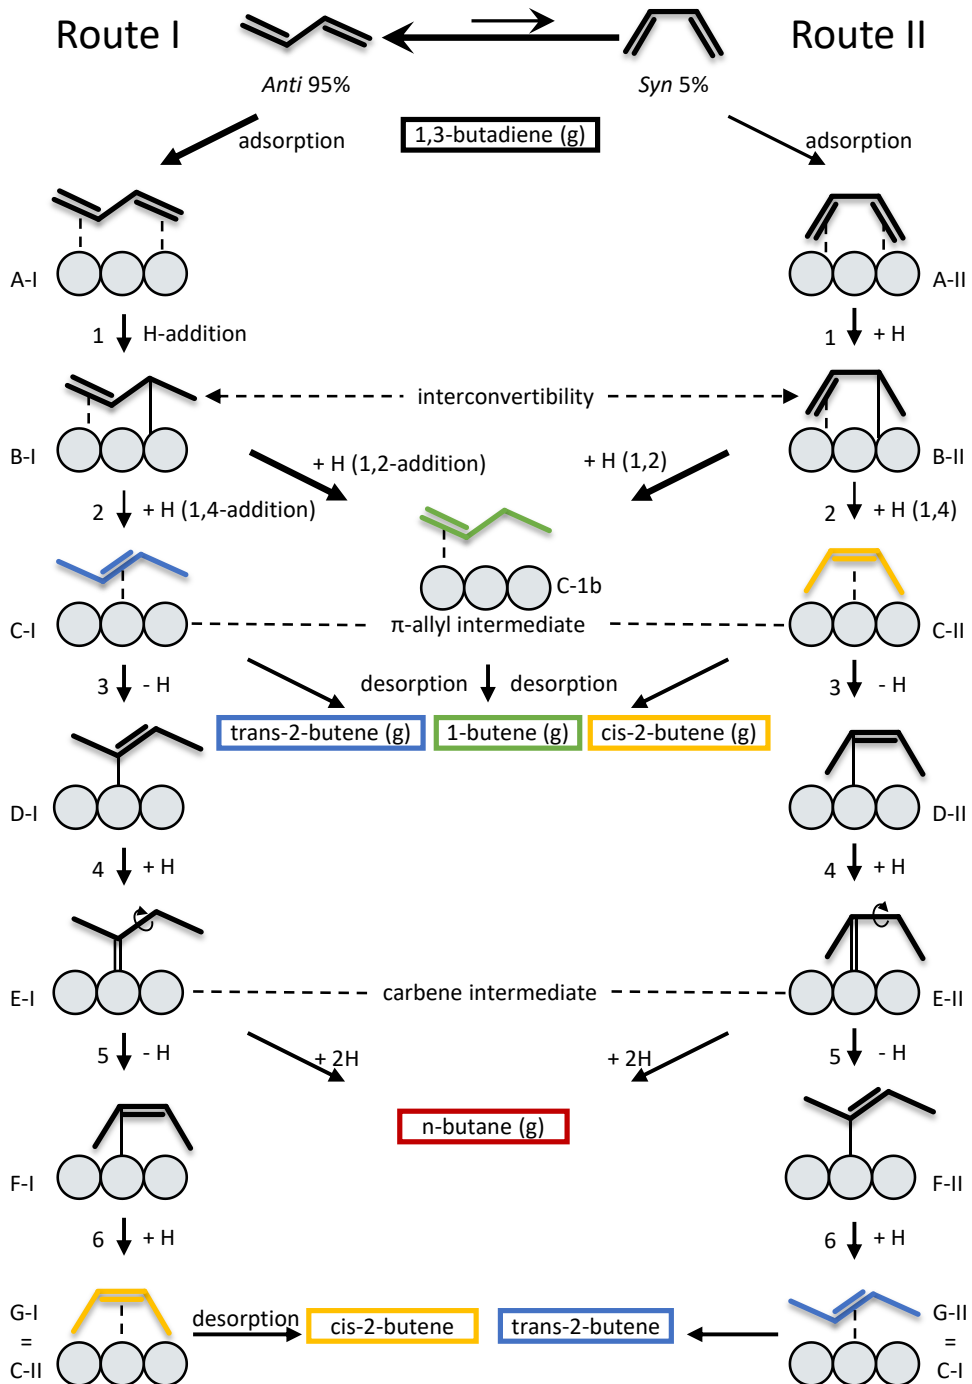 Route I
Route II
Anti 95%
Syn 5%
1,3-butadiene (g)
adsorption
adsorption
A-I
A-II
1
H-addition
1
+ H
interconvertibility
B-I
B-II
+ H (1,2-addition)
+ H (1,2)
2
+ H (1,4-addition)
2
+ H (1,4)
C-1b
C-I
π-allyl intermediate
C-II
3
- H
desorption
desorption
3
- H
trans-2-butene (g)
1-butene (g)
cis-2-butene (g)
D-I
D-II
4
+ H
4
+ H
E-I
carbene intermediate
E-II
5
- H
+ 2H
+ 2H
5
- H
n-butane (g)
F-I
F-II
6
+ H
6
+ H
G-I
=
C-II
desorption
cis-2-butene
trans-2-butene
G-II
=
C-I